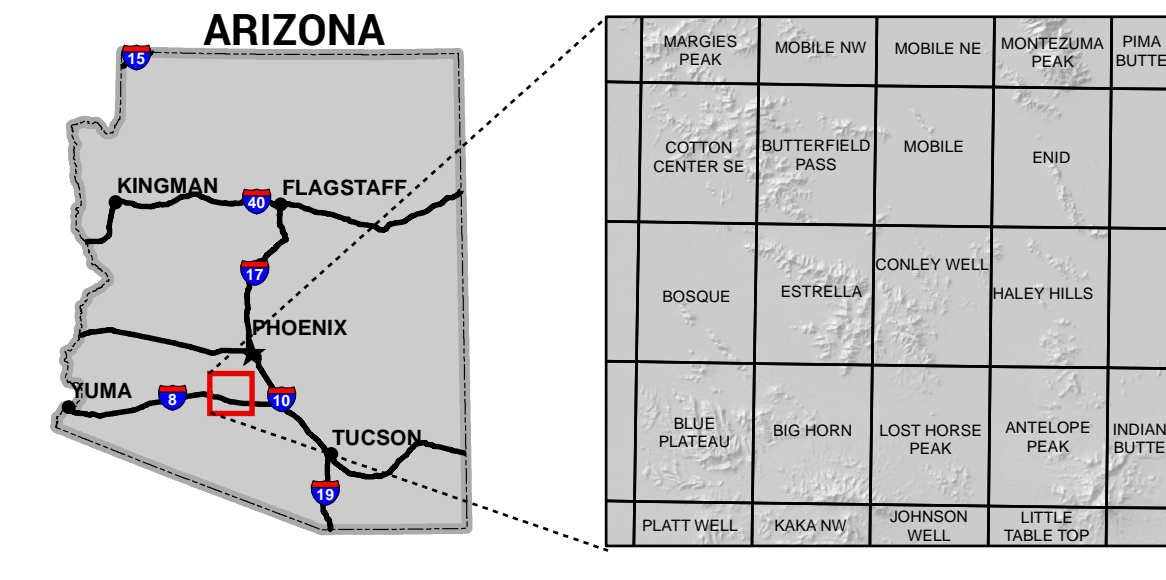 ARIZONA
15
KINGMAN
40
FLAGSTAFF
17
PHOENIX
YUMA
8
10
TUCSON
19
MARGIES
PEAK
MOBILE NW
MOBILE NE
MONTEZUMA
PEAK
PIMA
BUTTE
COTTON
CENTER SE
BUTTERFIELD
PASS
MOBILE
ENID
BOSQUE
ESTRELLA
CONLEY WELL
HALEY HILLS
BLUE
PLATEAU
BIG HORN
LOST HORSE
PEAK
ANTELOPE
PEAK
INDIAN
BUTTE
PLATT WELL
KAKA NW
JOHNSON
WELL
LITTLE
TABLE TOP